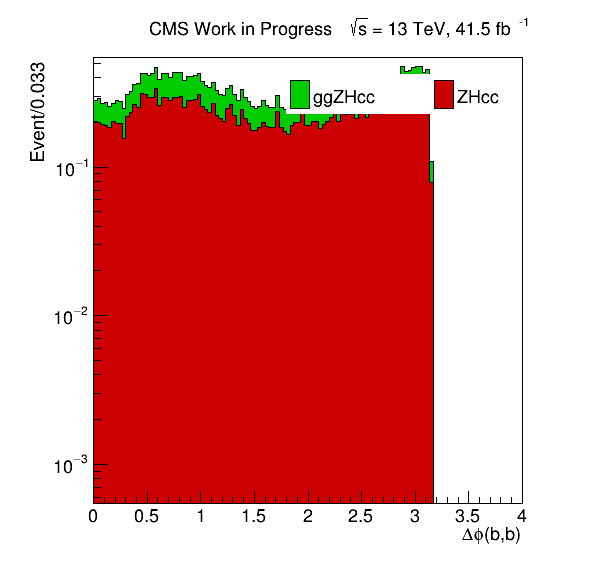 CMS Work in Progress √s = 13 TeV, 41.5 fb⁻¹
Event/0.033
ggZHcc ZHcc
10⁻¹
10⁻²
10⁻³
0 0.5 1 1.5 2 2.5 3 3.5 4
Δϕ(b,b)